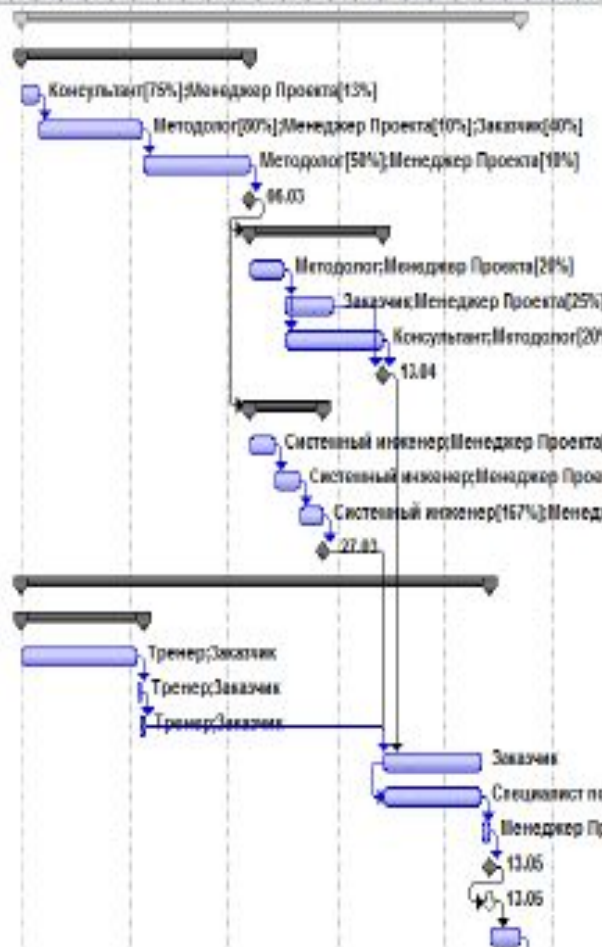 Консультант[75%];Менеджер Проекта[13%]
Методолог[80%];Менеджер Проекта[10%];Заказчик[40%]
Методолог[50%];Менеджер Проекта[10%]
06.03
Методолог;Менеджер Проекта[20%]
Заказчик;Менеджер Проекта[25%]
Консультант;Методолог[20%
13.04
Системный инженер;Менеджер Проекта[
Системный инженер;Менеджер Прое
Системный инженер[167%];Менед
27.03
Тренер;Заказчик
Тренер;Заказчик
Тренер;Заказчик
Заказчик
Специалист по
Менеджер Пр
13.05
13.05